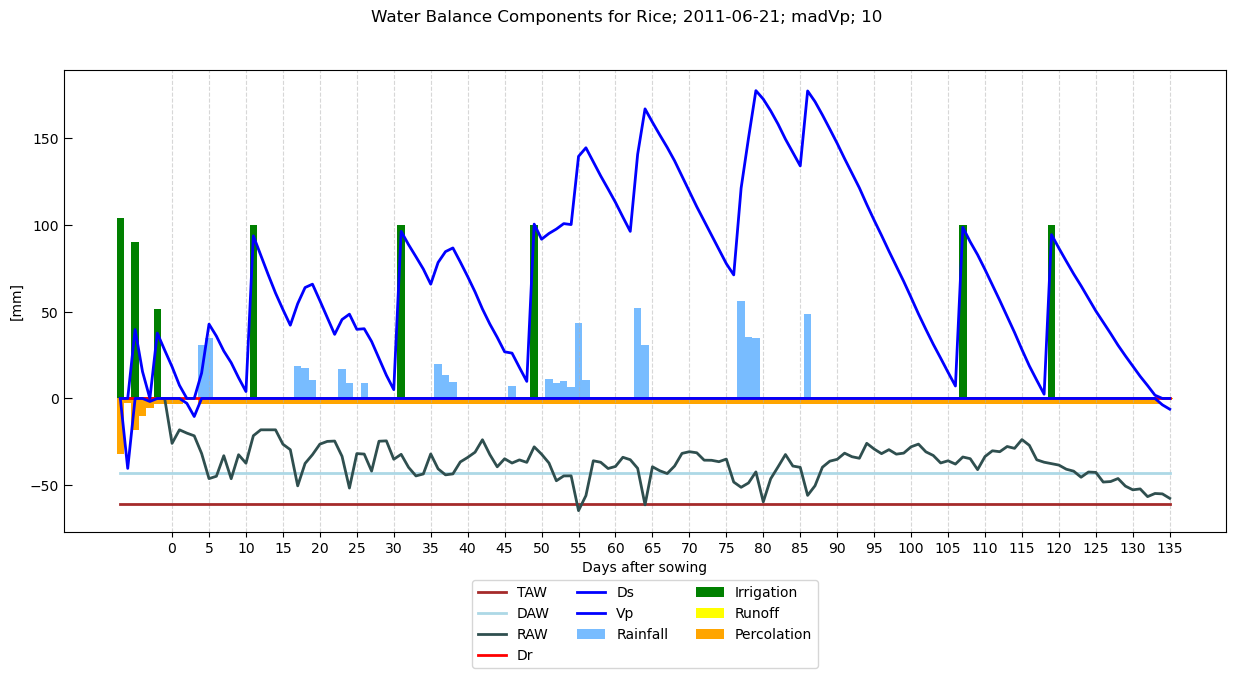 Water Balance Components for Rice; 2011-06-21; madVp; 10
[mm]
150
100
50
0
−50
0 5 10 15 20 25 30 35 40 45 50 55 60 65 70 75 80 85 90 95 100 105 110 115 120 125 130 135
Days after sowing
TAW Ds Irrigation
DAW Vp Runoff
RAW Rainfall Percolation
Dr